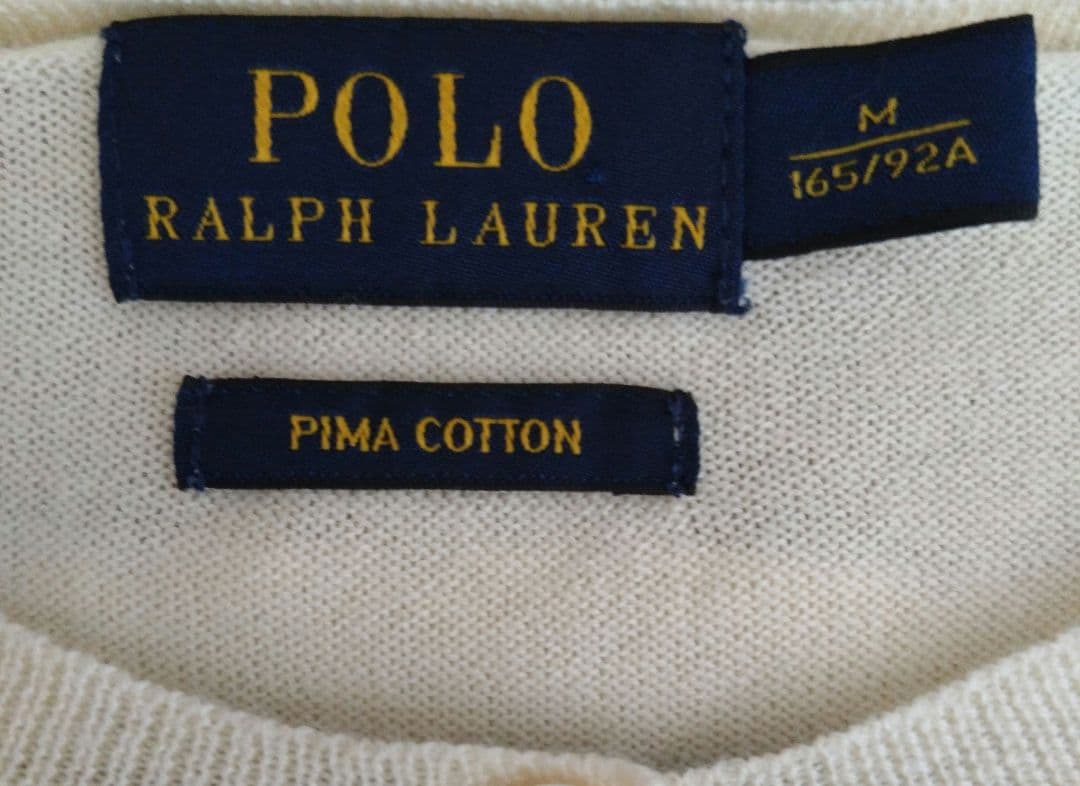 POLO
RALPH LAUREN
M
165/92A
PIMA COTTON